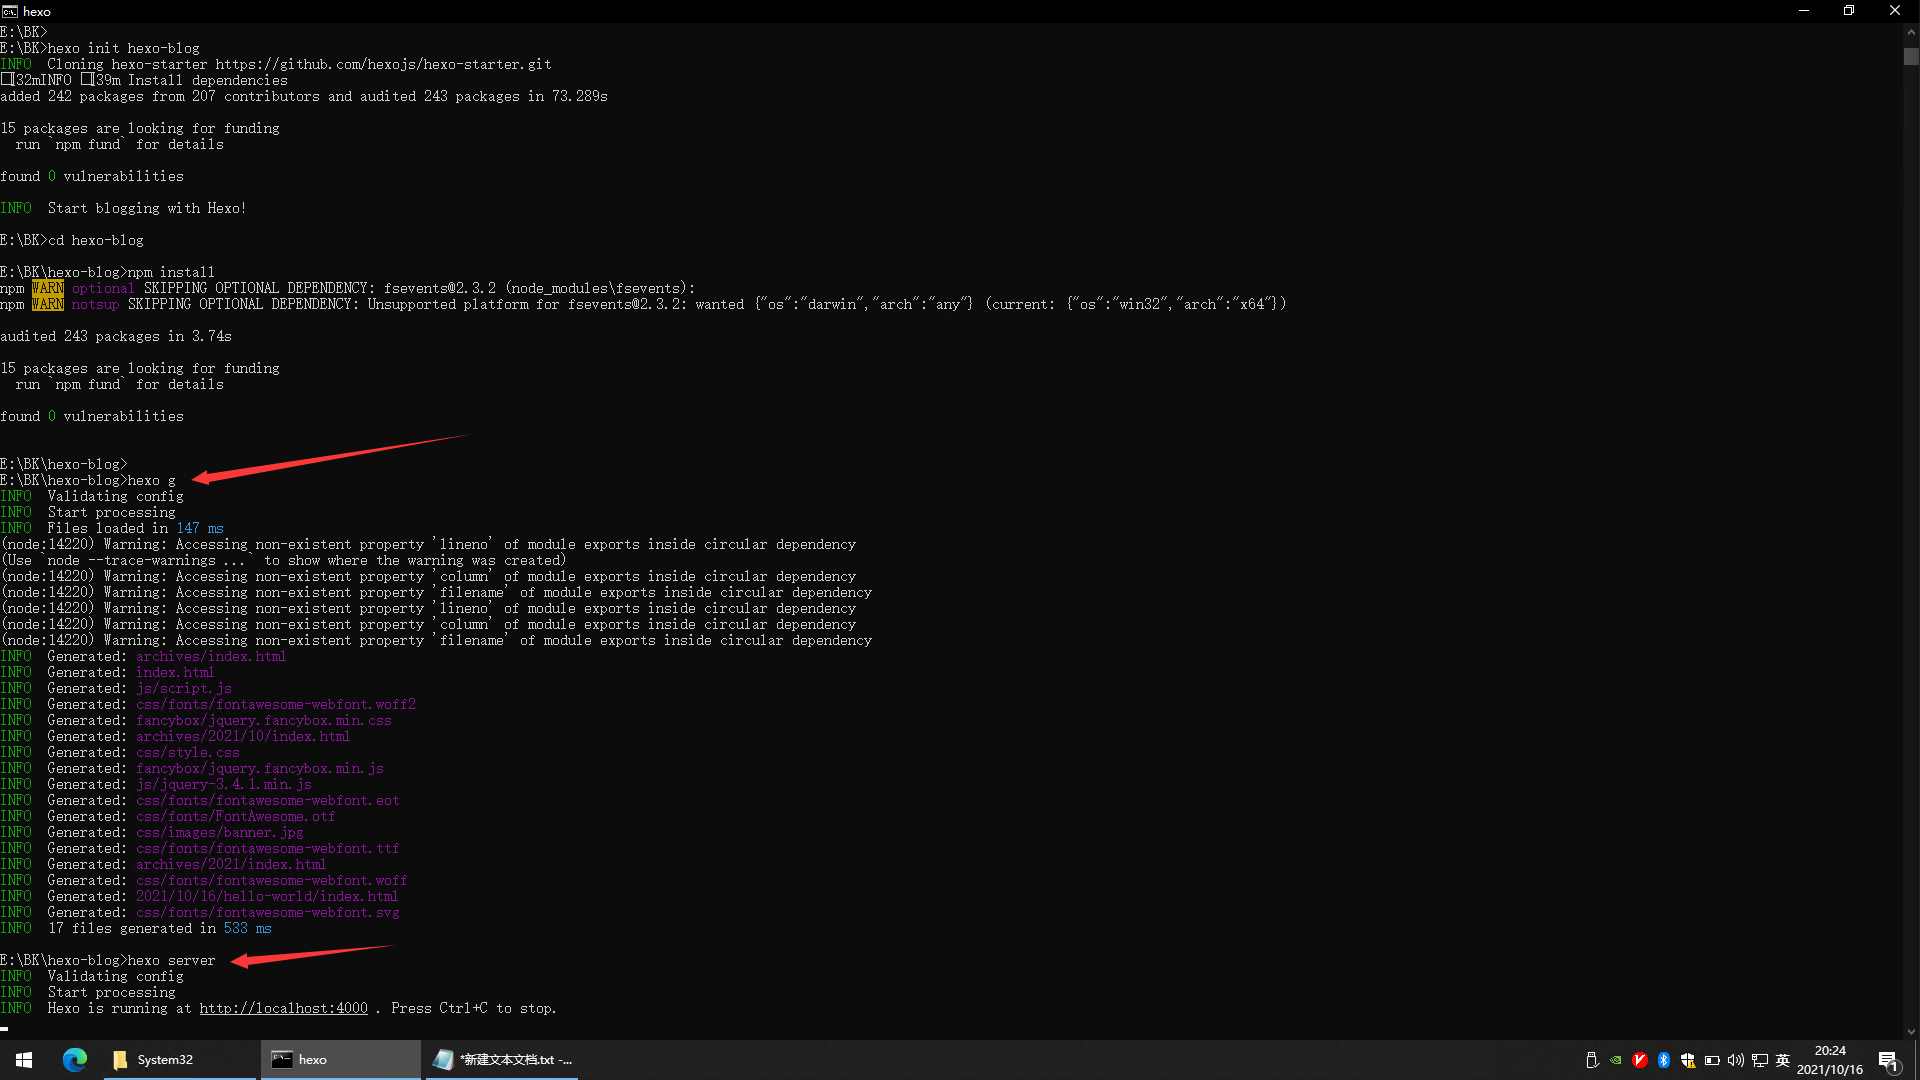 hexo
E:\BK>
E:\BK>hexo init hexo-blog
INFO  Cloning hexo-starter https://github.com/hexojs/hexo-starter.git
[32mINFO [39m Install dependencies
added 242 packages from 207 contributors and audited 243 packages in 73.289s
15 packages are looking for funding
  run `npm fund` for details
found 0 vulnerabilities
INFO  Start blogging with Hexo!
E:\BK>cd hexo-blog
E:\BK\hexo-blog>npm install
npm WARN optional SKIPPING OPTIONAL DEPENDENCY: fsevents@2.3.2 (node_modules\fsevents):
npm WARN notsup SKIPPING OPTIONAL DEPENDENCY: Unsupported platform for fsevents@2.3.2: wanted {"os":"darwin","arch":"any"} (current: {"os":"win32","arch":"x64"})
audited 243 packages in 3.74s
15 packages are looking for funding
  run `npm fund` for details
found 0 vulnerabilities
E:\BK\hexo-blog>
E:\BK\hexo-blog>hexo g
INFO  Validating config
INFO  Start processing
INFO  Files loaded in 147 ms
(node:14220) Warning: Accessing non-existent property 'lineno' of module exports inside circular dependency
(Use `node --trace-warnings ...` to show where the warning was created)
(node:14220) Warning: Accessing non-existent property 'column' of module exports inside circular dependency
(node:14220) Warning: Accessing non-existent property 'filename' of module exports inside circular dependency
(node:14220) Warning: Accessing non-existent property 'lineno' of module exports inside circular dependency
(node:14220) Warning: Accessing non-existent property 'column' of module exports inside circular dependency
(node:14220) Warning: Accessing non-existent property 'filename' of module exports inside circular dependency
INFO  Generated: archives/index.html
INFO  Generated: index.html
INFO  Generated: js/script.js
INFO  Generated: css/fonts/fontawesome-webfont.woff2
INFO  Generated: fancybox/jquery.fancybox.min.css
INFO  Generated: archives/2021/10/index.html
INFO  Generated: css/style.css
INFO  Generated: fancybox/jquery.fancybox.min.js
INFO  Generated: js/jquery-3.4.1.min.js
INFO  Generated: css/fonts/fontawesome-webfont.eot
INFO  Generated: css/fonts/FontAwesome.otf
INFO  Generated: css/images/banner.jpg
INFO  Generated: css/fonts/fontawesome-webfont.ttf
INFO  Generated: archives/2021/index.html
INFO  Generated: css/fonts/fontawesome-webfont.woff
INFO  Generated: 2021/10/16/hello-world/index.html
INFO  Generated: css/fonts/fontawesome-webfont.svg
INFO  17 files generated in 533 ms
E:\BK\hexo-blog>hexo server
INFO  Validating config
INFO  Start processing
INFO  Hexo is running at http://localhost:4000 . Press Ctrl+C to stop.
System32
hexo
*新建文本文档.txt -...
英
20:24
2021/10/16
1